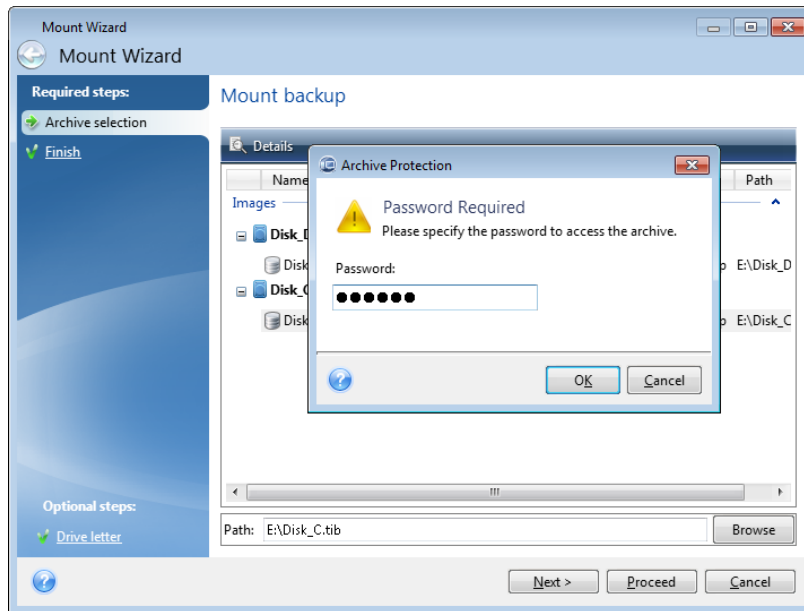 Mount Wizard
Mount Wizard
Required steps:
Archive selection
Finish
Optional steps:
Drive letter
Mount backup
Details
Name
Path
Images
Disk_D
Disk
E:\Disk_D
Disk_C
Disk
E:\Disk_C
Archive Protection
Password Required
Please specify the password to access the archive.
Password:
●●●●●●
OK
Cancel
Path: E:\Disk_C.tib
Browse
Next >
Proceed
Cancel